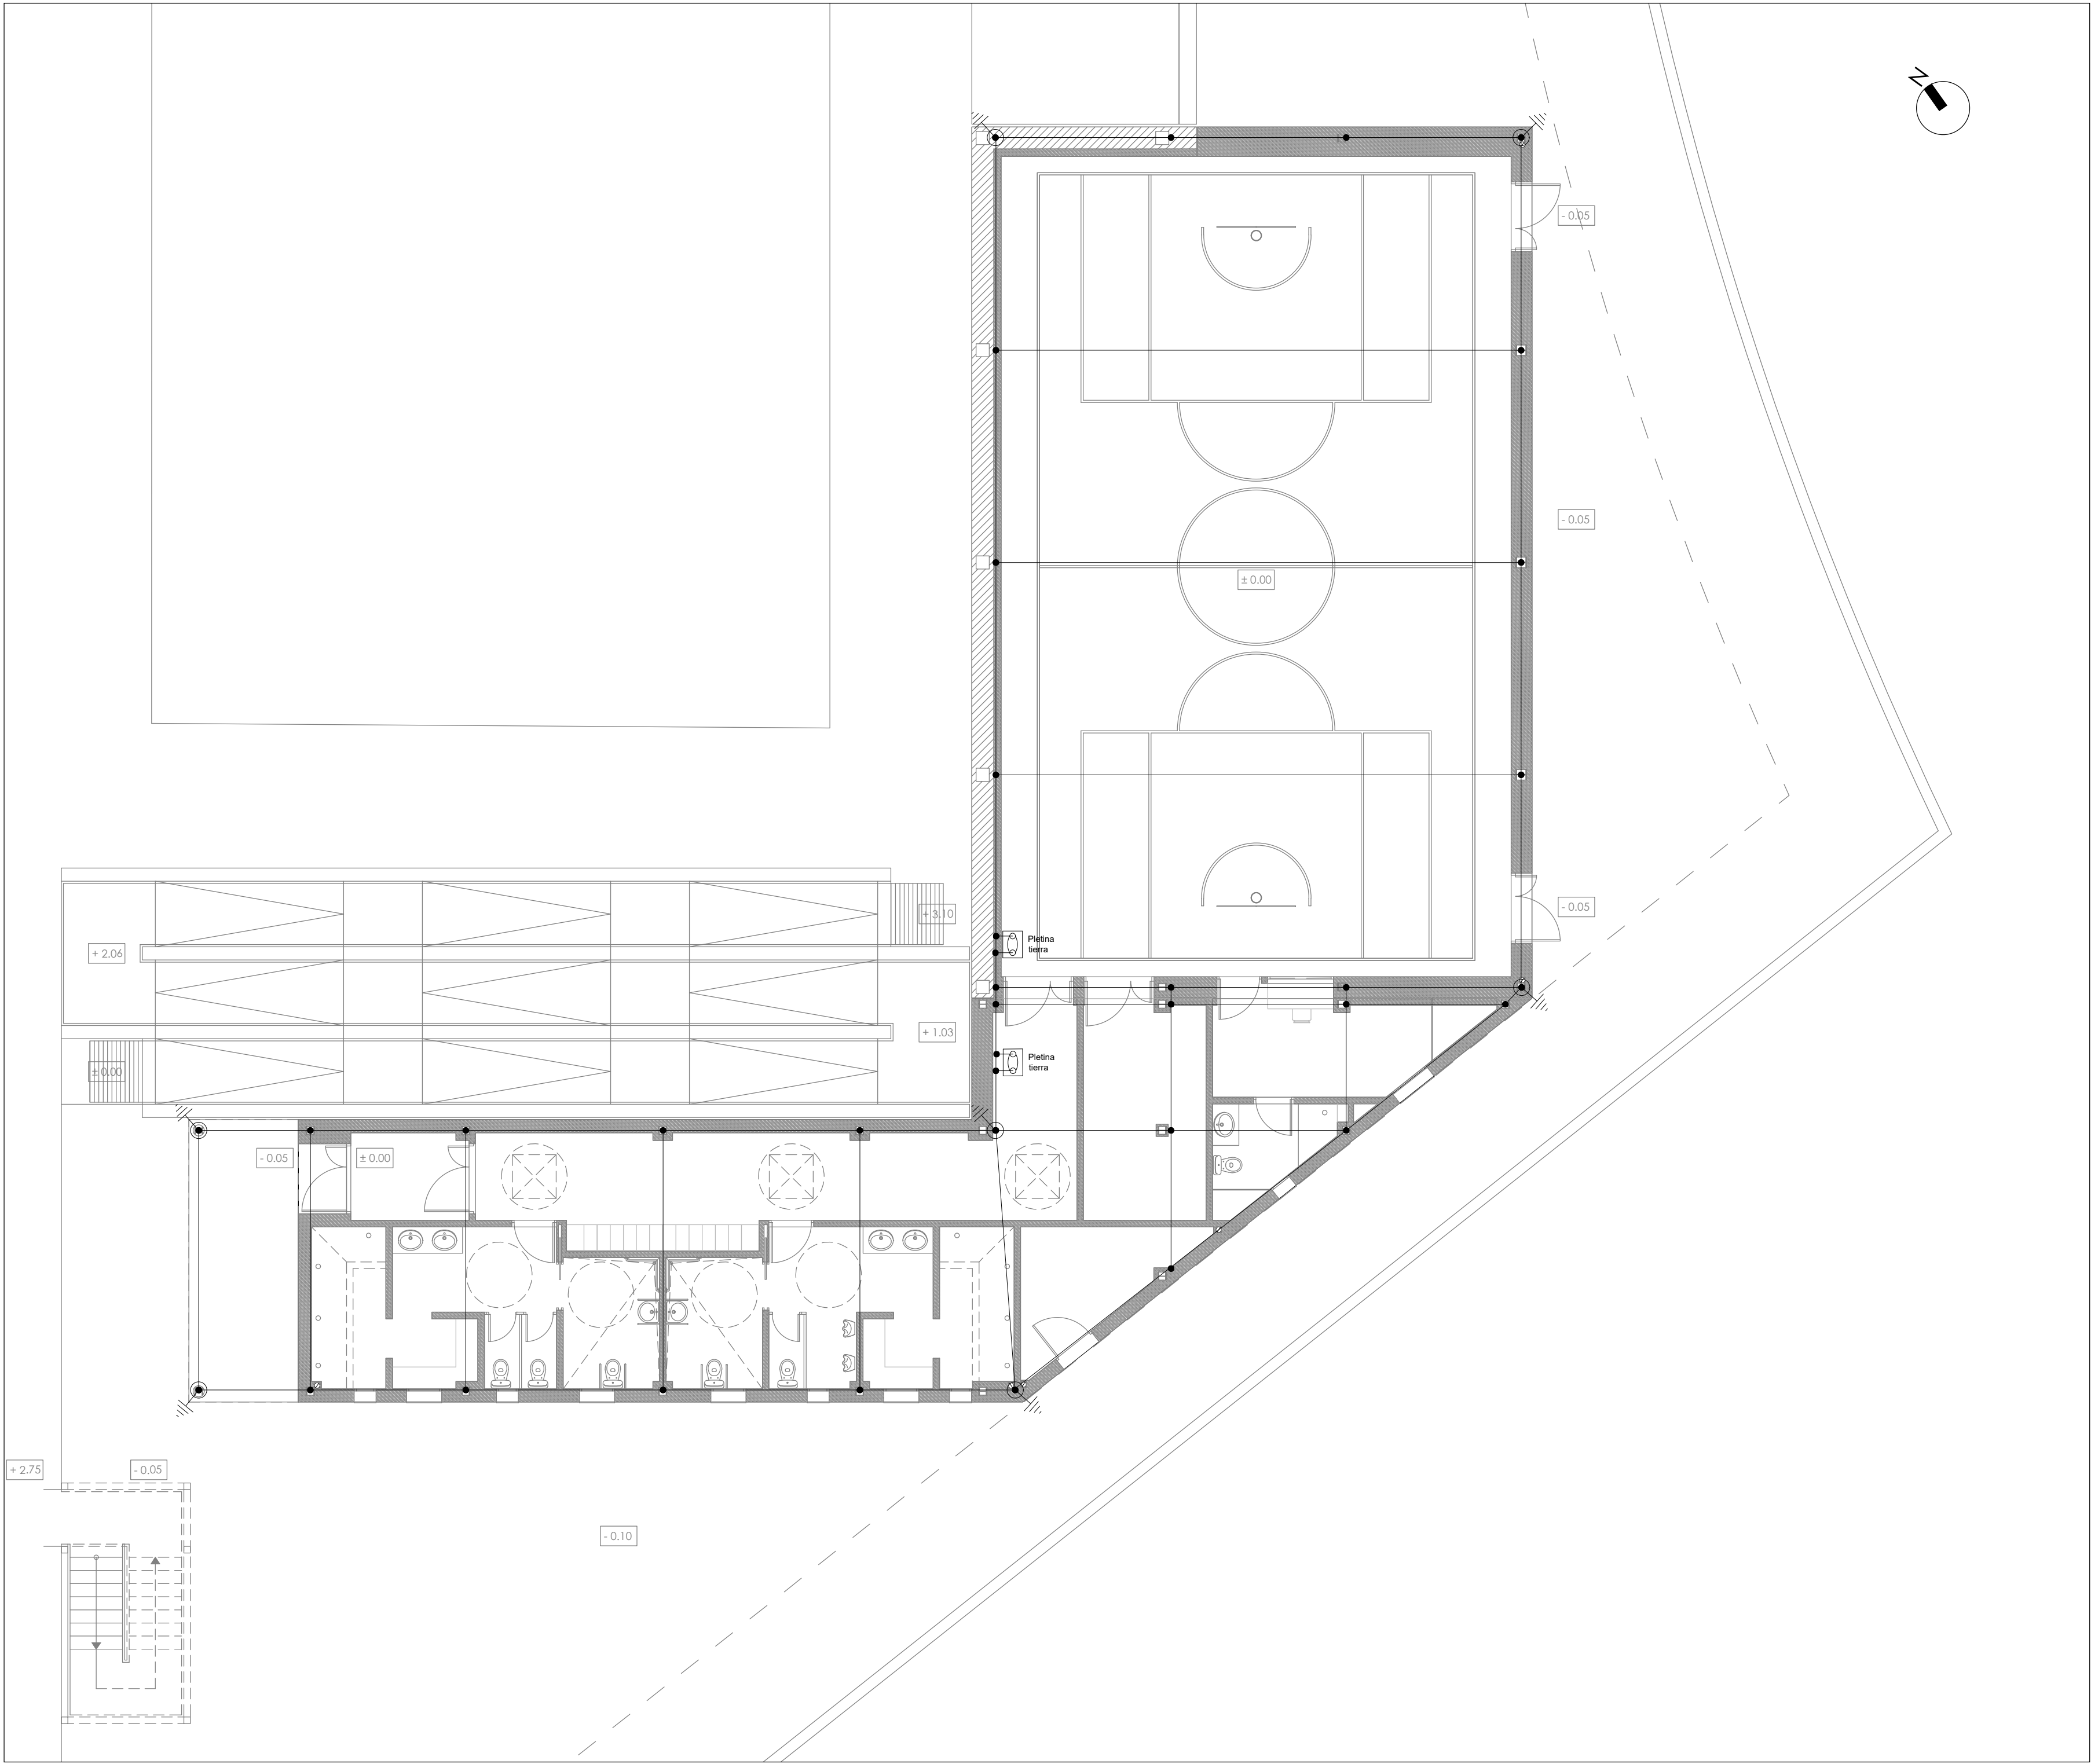 N
- 0.05
- 0.05
± 0.00
- 0.05
+ 3.10
Pletina
tierra
+ 2.06
+ 1.03
Pletina
tierra
± 0.00
- 0.05
± 0.00
+ 2.75
- 0.05
- 0.10